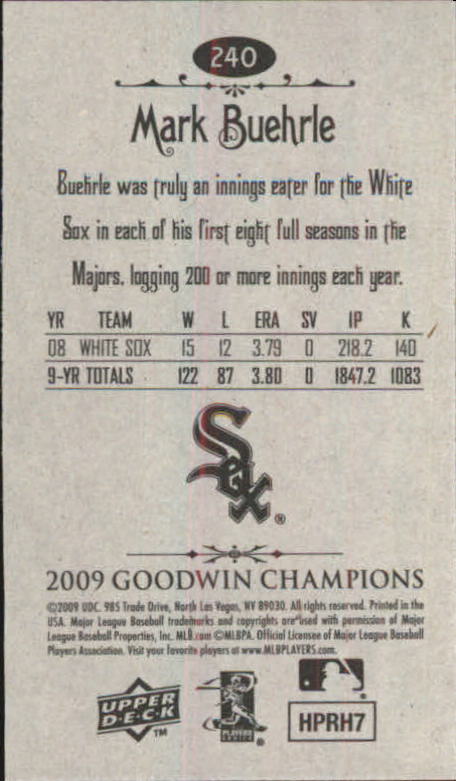 240
Mark Buehrle
Buehrle was truly an innings eater for the White
Sox in each of his first eight full seasons in the
Majors, logging 200 or more innings each year.
YR TEAM W L ERA SV IP K
08 WHITE SOX 15 12 3.79 0 218.2 140
9-YR TOTALS 122 87 3.80 0 1847.2 1083
Sox ®
2009 GOODWIN CHAMPIONS
©2009 UDC. 985 Trade Drive, North Las Vegas, NV 89030. All rights reserved. Printed in the
USA. Major League Baseball trademarks and copyrights are used with permission of Major
League Baseball Properties, Inc. MLB.com ©MLBPA. Official Licensee of Major League Baseball
Players Association. Visit your favorite players at www.MLBPLAYERS.com.
UPPER
D·E·C·K
TM
PLAYERS
CHOICE
®
HPRH7